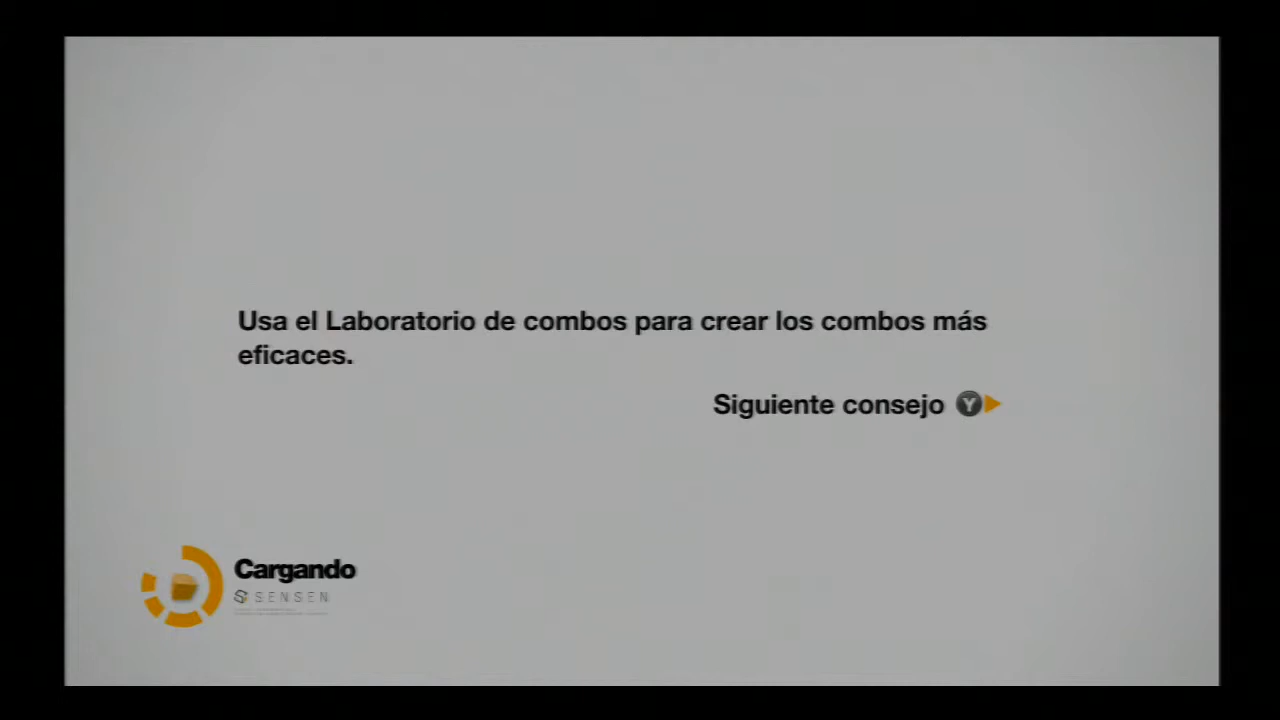 Usa el Laboratorio de combos para crear los combos más
eficaces.
Siguiente consejo Y
Cargando
SENSEN